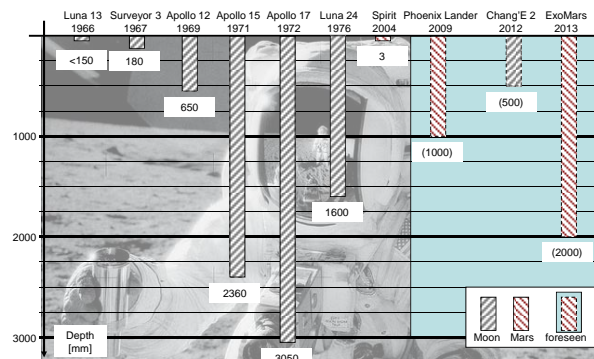 Luna 13 Surveyor 3 Apollo 12 Apollo 15 Apollo 17 Luna 24 Spirit Phoenix Lander Chang'E 2 ExoMars
1966 1967 1969 1971 1972 1976 2004 2009 2012 2013
<150 180 3
650 (500)
1000
(1000)
1600
2000
(2000)
2360
3000
Depth
[mm]
3050
Moon Mars foreseen